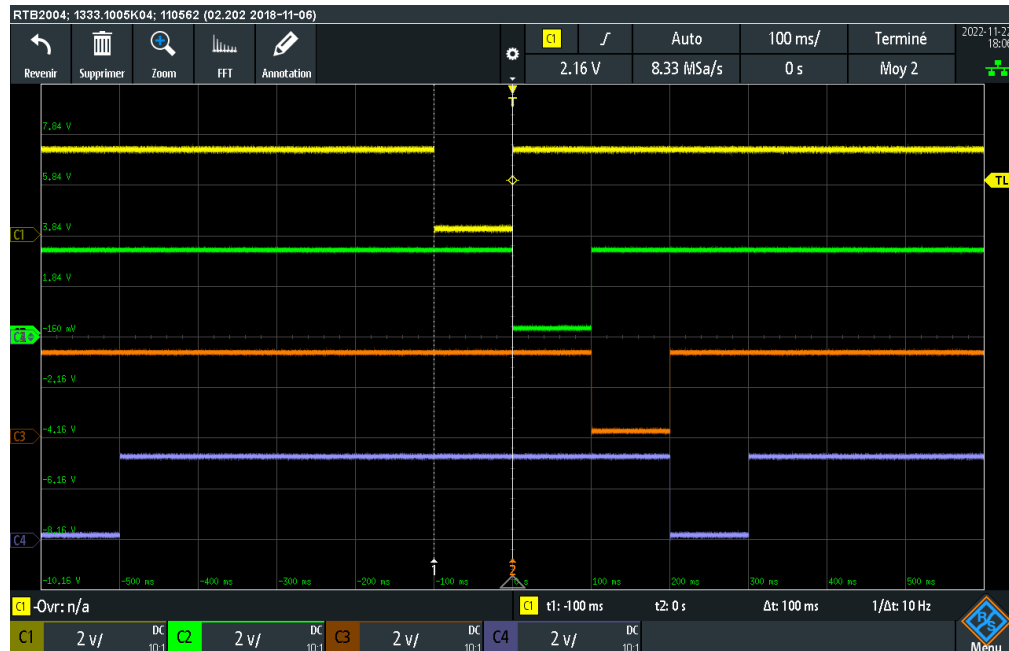 RTB2004; 1333.1005K04; 110562 (02.202 2018-11-06)
Revenir Supprimer Zoom FFT Annotation
C1 Auto 100 ms/ Terminé
2.16 V 8.33 MSa/s 0 s Moy 2
2022-11-22
18:06
T
7.84 V
5.84 V
TL
3.84 V
C1
1.84 V
-160 mV
-2.16 V
-4.16 V
C3
-6.16 V
-8.16 V
C4
1 2
-10.16 V -500 ms -400 ms -300 ms -200 ms -100 ms 0 s 100 ms 200 ms 300 ms 400 ms 500 ms
C1 -Ovr: n/a C1 t1: -100 ms t2: 0 s Δt: 100 ms 1/Δt: 10 Hz
C1 2 V/ DC 10:1 C2 2 V/ DC 10:1 C3 2 V/ DC 10:1 C4 2 V/ DC 10:1
R&S
Menu